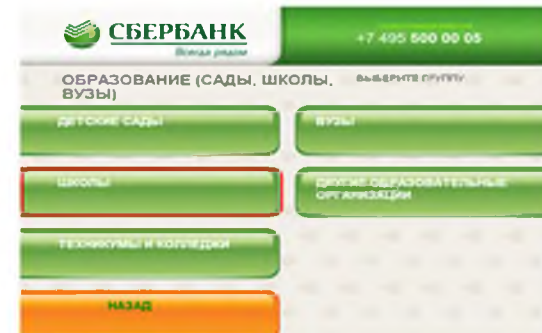 СБЕРБАНК
Всегда рядом
+7 495 500 00 05
ОБРАЗОВАНИЕ (САДЫ, ШКОЛЫ,
ВУЗЫ)
ВЫБЕРИТЕ ГРУППУ
ДЕТСКИЕ САДЫ
ВУЗЫ
ШКОЛЫ
ДРУГИЕ ОБРАЗОВАТЕЛЬНЫЕ
ОРГАНИЗАЦИИ
ТЕХНИКУМЫ И КОЛЛЕДЖИ
НАЗАД